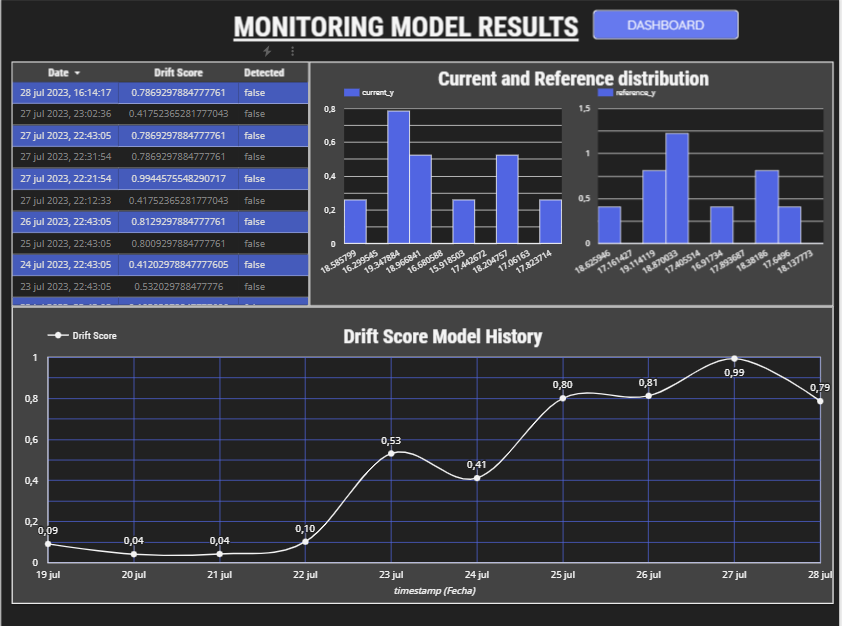 MONITORING MODEL RESULTS
DASHBOARD
Date Drift Score Detected
28 jul 2023, 16:14:17 0.7869297884777761 false
27 jul 2023, 23:02:36 0.41752365281777043 false
27 jul 2023, 22:43:05 0.7869297884777761 false
27 jul 2023, 22:31:54 0.7869297884777761 false
27 jul 2023, 22:21:54 0.9944575548290717 false
27 jul 2023, 22:12:33 0.41752365281777043 false
26 jul 2023, 22:43:05 0.8129297884777761 false
25 jul 2023, 22:43:05 0.8009297884777761 false
24 jul 2023, 22:43:05 0.41202978847777605 false
23 jul 2023, 22:43:05 0.532029788477776 false
Current and Reference distribution
current_y
0,8
0,6
0,4
0,2
0
18.585799 16.299545 19.347884 18.966841 16.680588 15.918503 17.442672 18.204757 17.06163 17.823714
reference_y
1,5
1
0,5
0
18.625946 17.161427 19.114119 18.870033 17.405514 16.91734 17.893687 18.38186 17.6496 18.137773
Drift Score Model History
Drift Score
1
0,8
0,6
0,4
0,2
0
0,09 0,04 0,04 0,10 0,53 0,41 0,80 0,81 0,99 0,79
19 jul 20 jul 21 jul 22 jul 23 jul 24 jul 25 jul 26 jul 27 jul 28 jul
timestamp (Fecha)